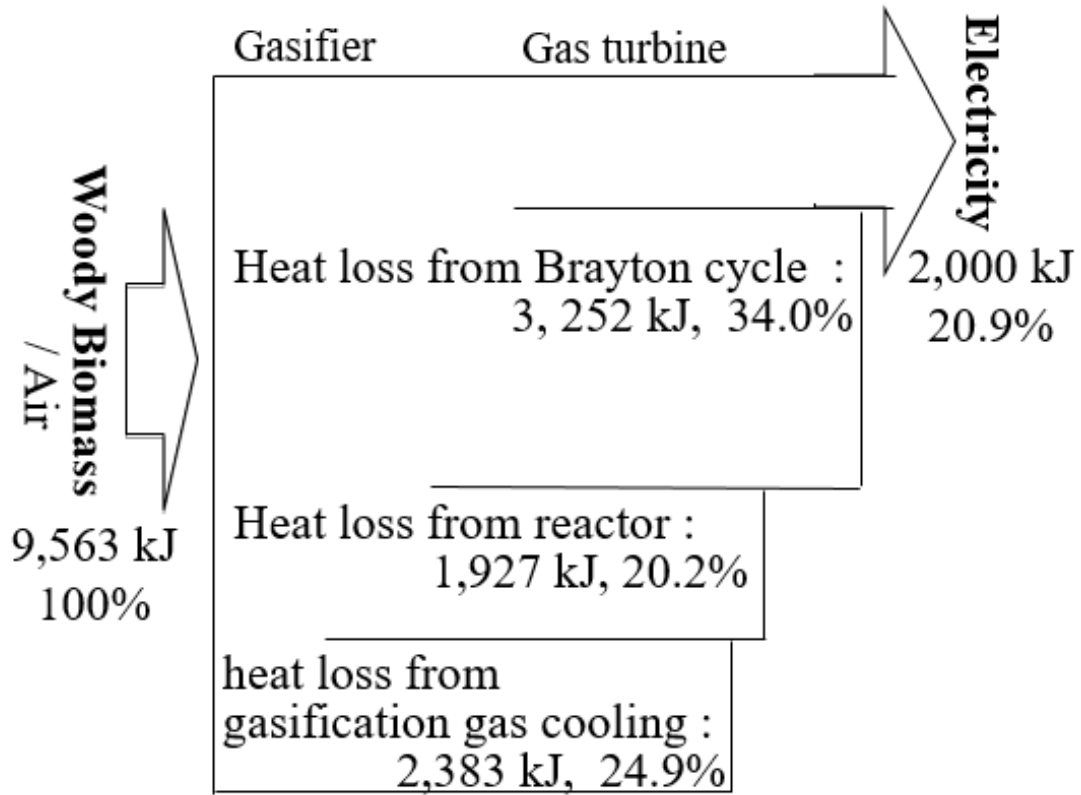 Gasifier
Gas turbine
Electricity
2,000 kJ
20.9%
Woody Biomass
/ Air
9,563 kJ
100%
Heat loss from Brayton cycle :
3, 252 kJ, 34.0%
Heat loss from reactor :
1,927 kJ, 20.2%
heat loss from
gasification gas cooling :
2,383 kJ, 24.9%